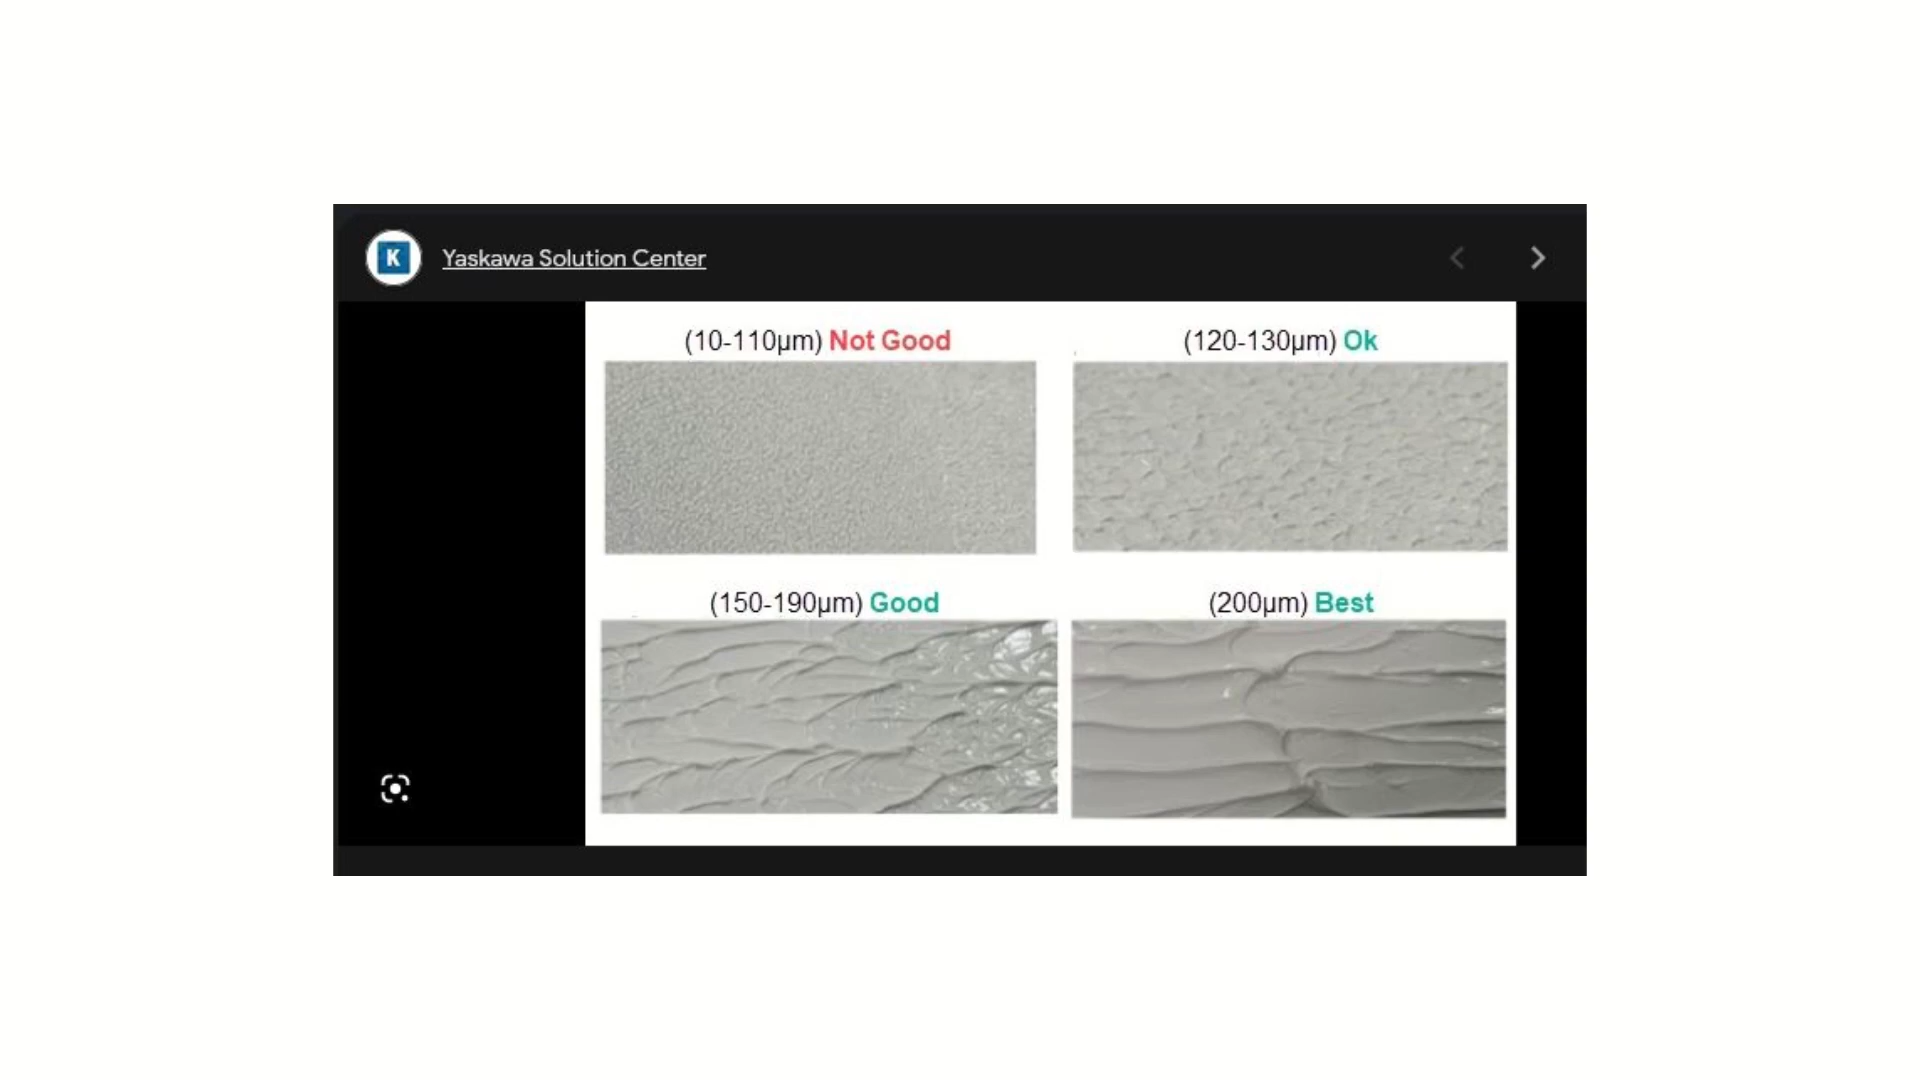 K
Yaskawa Solution Center
(10-110µm) Not Good
(120-130µm) Ok
(150-190µm) Good
(200µm) Best